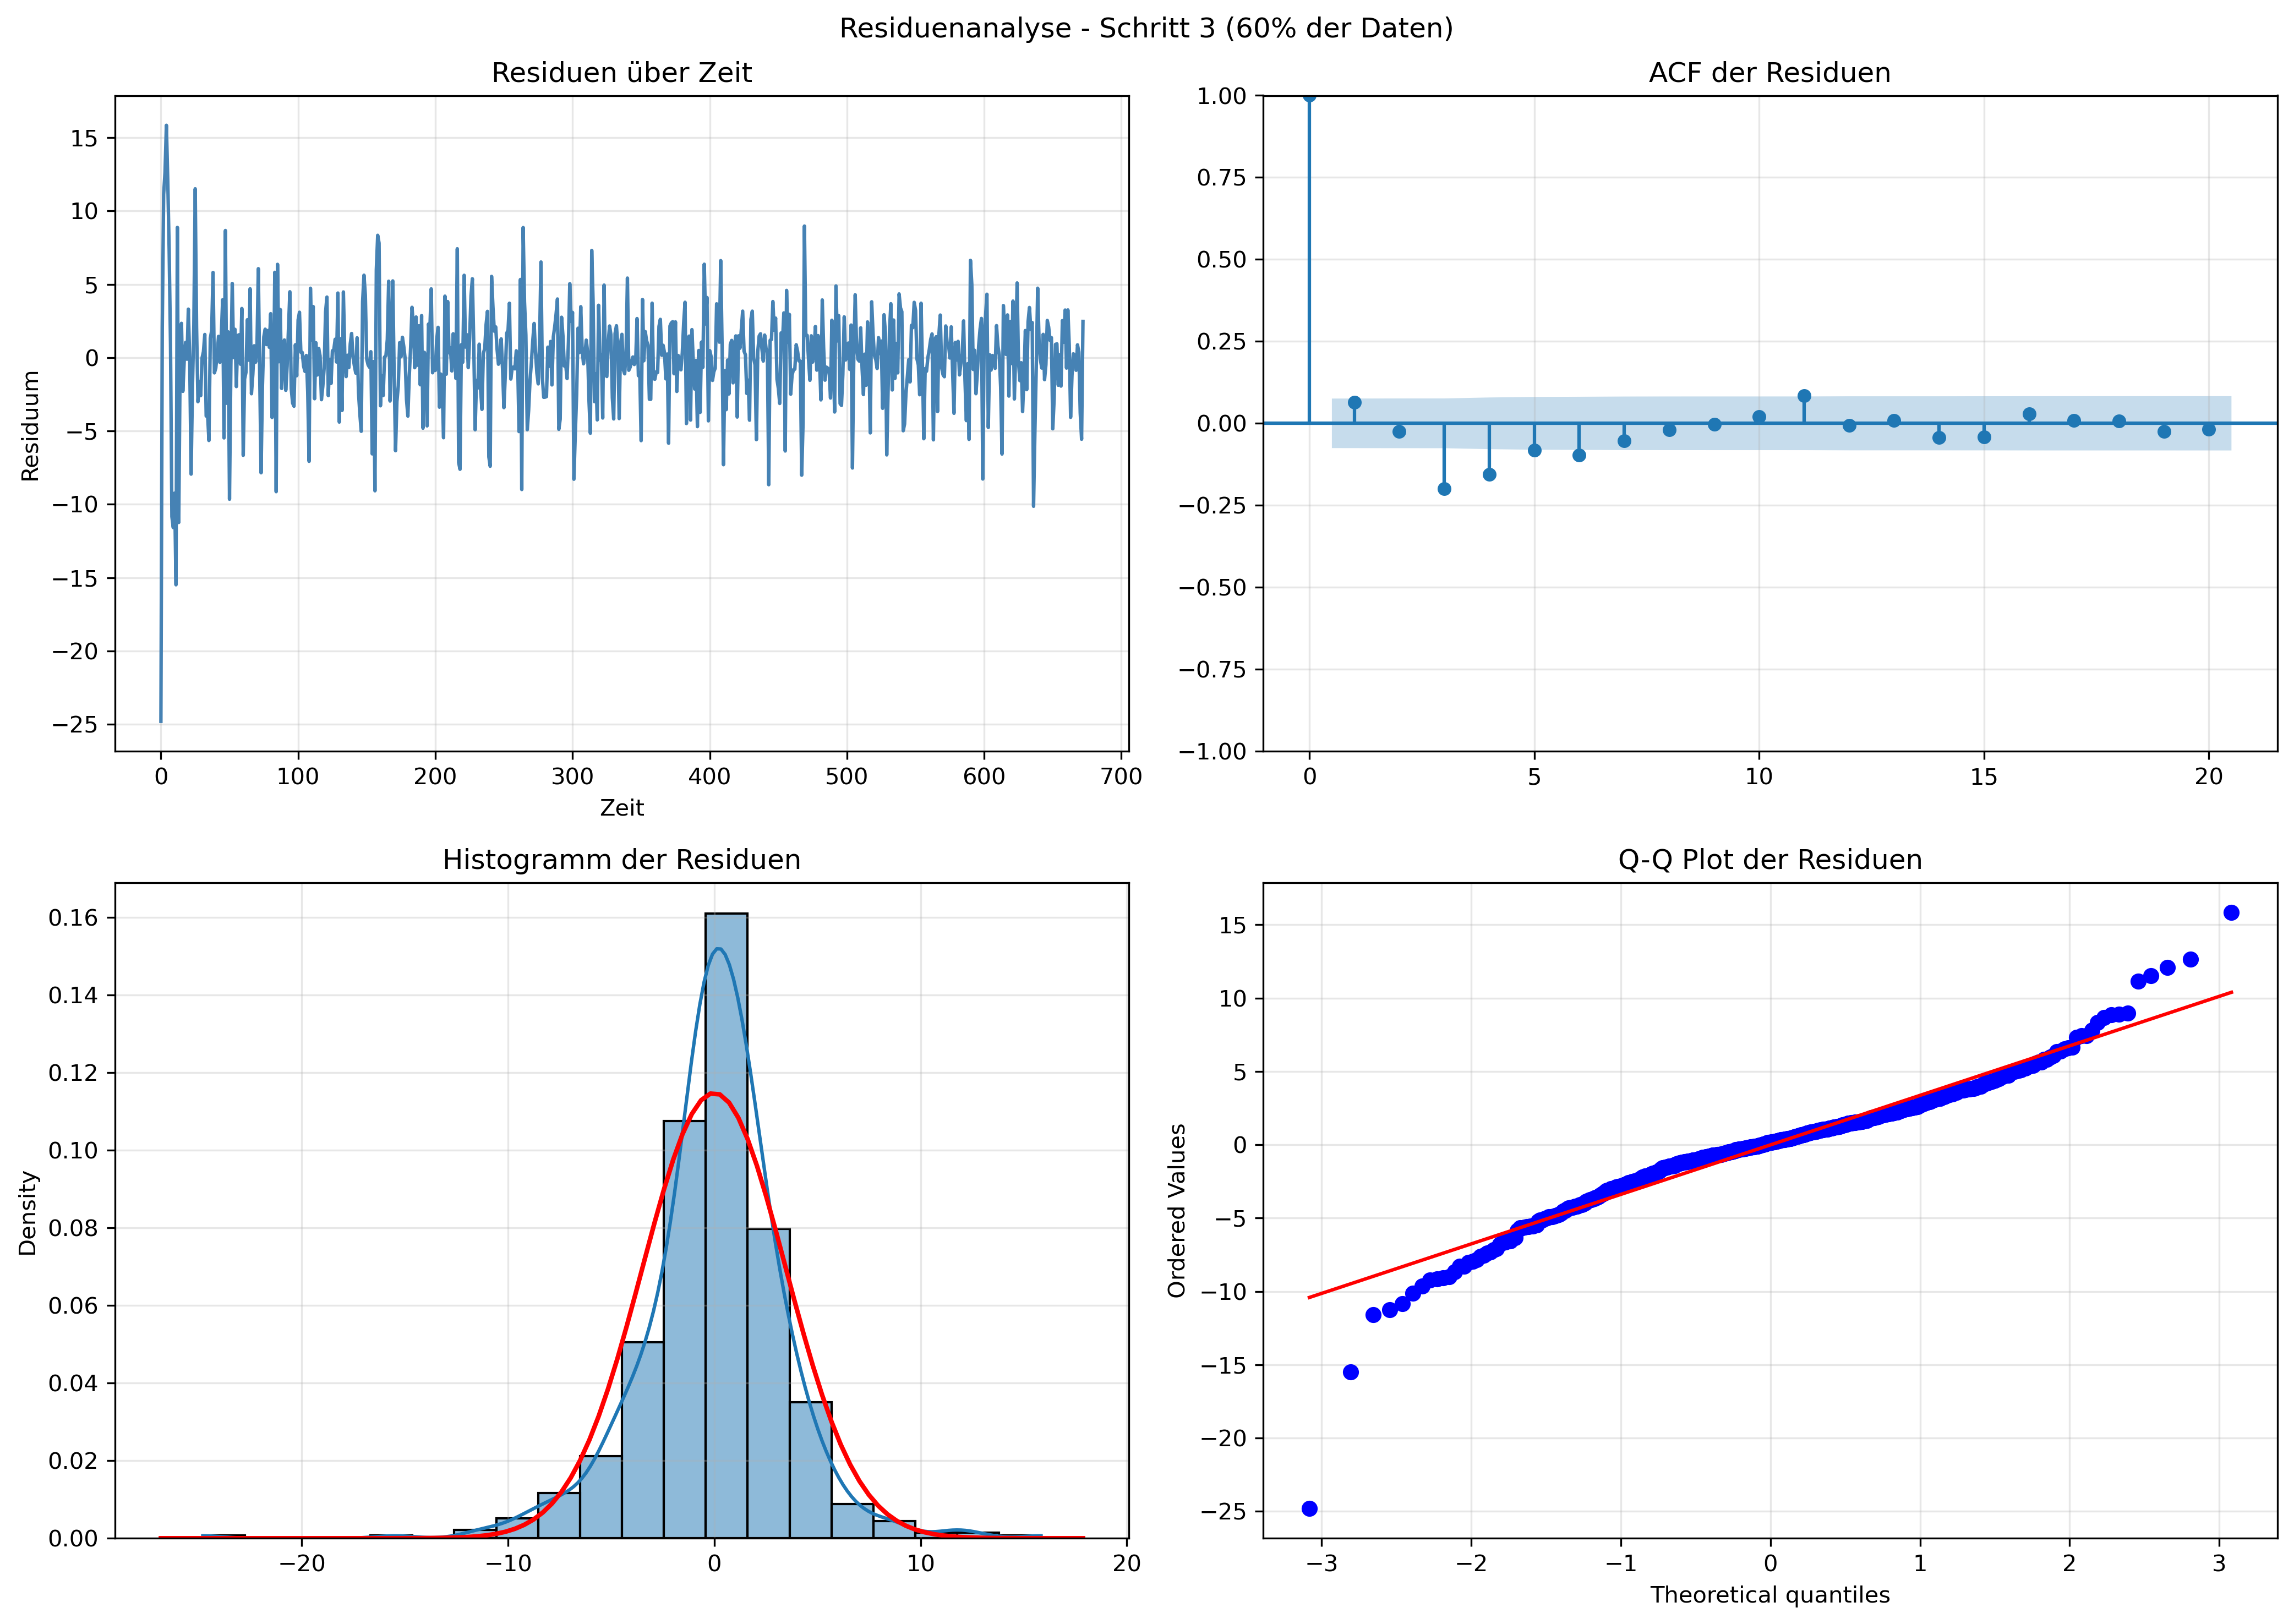 Residuenanalyse - Schritt 3 (60% der Daten)
Residuen über Zeit
15
10
5
0
−5
−10
−15
−20
−25
Residuum
0 100 200 300 400 500 600 700
Zeit
ACF der Residuen
1.00
0.75
0.50
0.25
0.00
−0.25
−0.50
−0.75
−1.00
0 5 10 15 20
Histogramm der Residuen
0.16
0.14
0.12
0.10
0.08
0.06
0.04
0.02
0.00
Density
−20 −10 0 10 20
Q-Q Plot der Residuen
15
10
5
0
−5
−10
−15
−20
−25
Ordered Values
−3 −2 −1 0 1 2 3
Theoretical quantiles